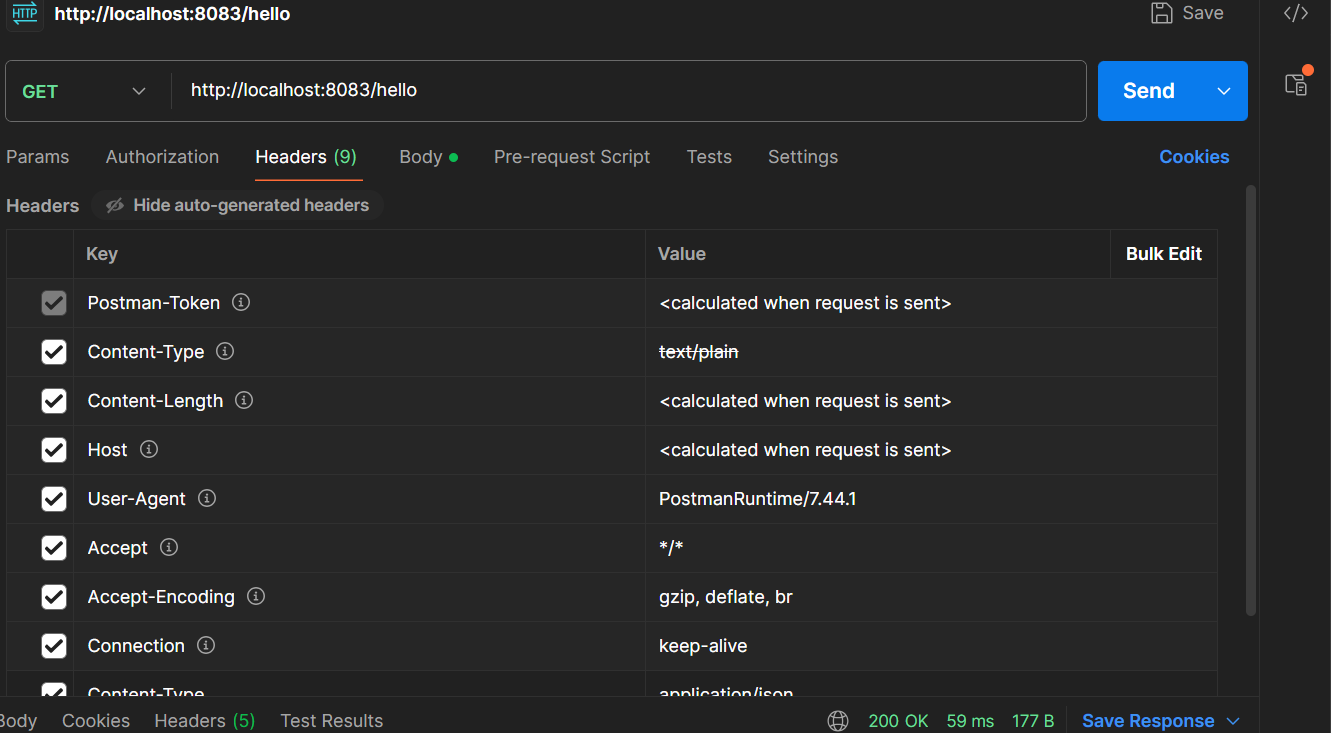 HTTP http://localhost:8083/hello Save </>
GET http://localhost:8083/hello Send
Params Authorization Headers (9) Body Pre-request Script Tests Settings Cookies
Headers Hide auto-generated headers
Key Value Bulk Edit
Postman-Token <calculated when request is sent>
Content-Type text/plain
Content-Length <calculated when request is sent>
Host <calculated when request is sent>
User-Agent PostmanRuntime/7.44.1
Accept */*
Accept-Encoding gzip, deflate, br
Connection keep-alive
Content-Type application/json
Body Cookies Headers (5) Test Results 200 OK 59 ms 177 B Save Response